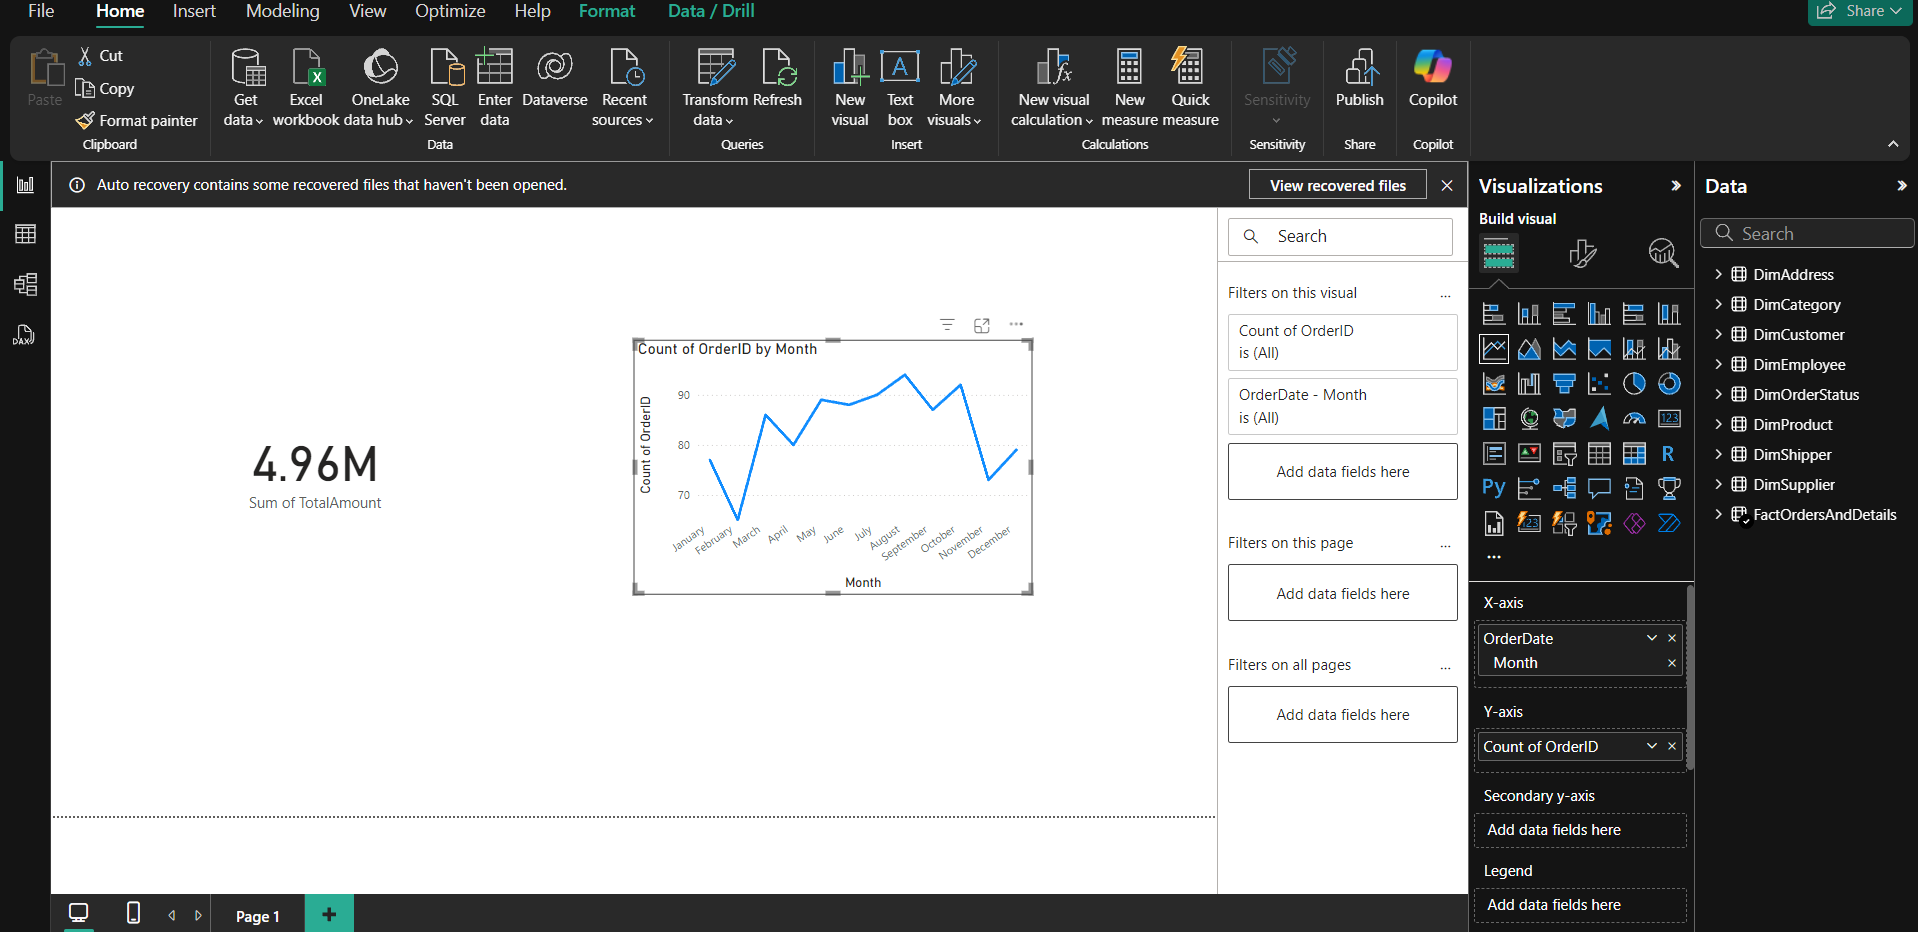 File Home Insert Modeling View Optimize Help Format Data / Drill Share
Paste
Cut
Copy
Format painter
Clipboard
Get data
Excel workbook
OneLake data hub
SQL Server
Enter data
Dataverse
Recent sources
Data
Transform data
Refresh
Queries
New visual
Text box
More visuals
Insert
New visual calculation
New measure
Quick measure
Calculations
Sensitivity
Sensitivity
Publish
Share
Copilot
Copilot
Auto recovery contains some recovered files that haven't been opened.
View recovered files
4.96M
Sum of TotalAmount
Count of OrderID by Month
Count of OrderID
90
80
70
January
February
March
April
May
June
July
August
September
October
November
December
Month
Search
Filters on this visual
...
Count of OrderID
is (All)
OrderDate - Month
is (All)
Add data fields here
Filters on this page
...
Add data fields here
Filters on all pages
...
Add data fields here
Visualizations
Build visual
123
R
Py
123
...
X-axis
OrderDate
Month
Y-axis
Count of OrderID
Secondary y-axis
Add data fields here
Legend
Add data fields here
Data
Search
DimAddress
DimCategory
DimCustomer
DimEmployee
DimOrderStatus
DimProduct
DimShipper
DimSupplier
FactOrdersAndDetails
DAX
Page 1